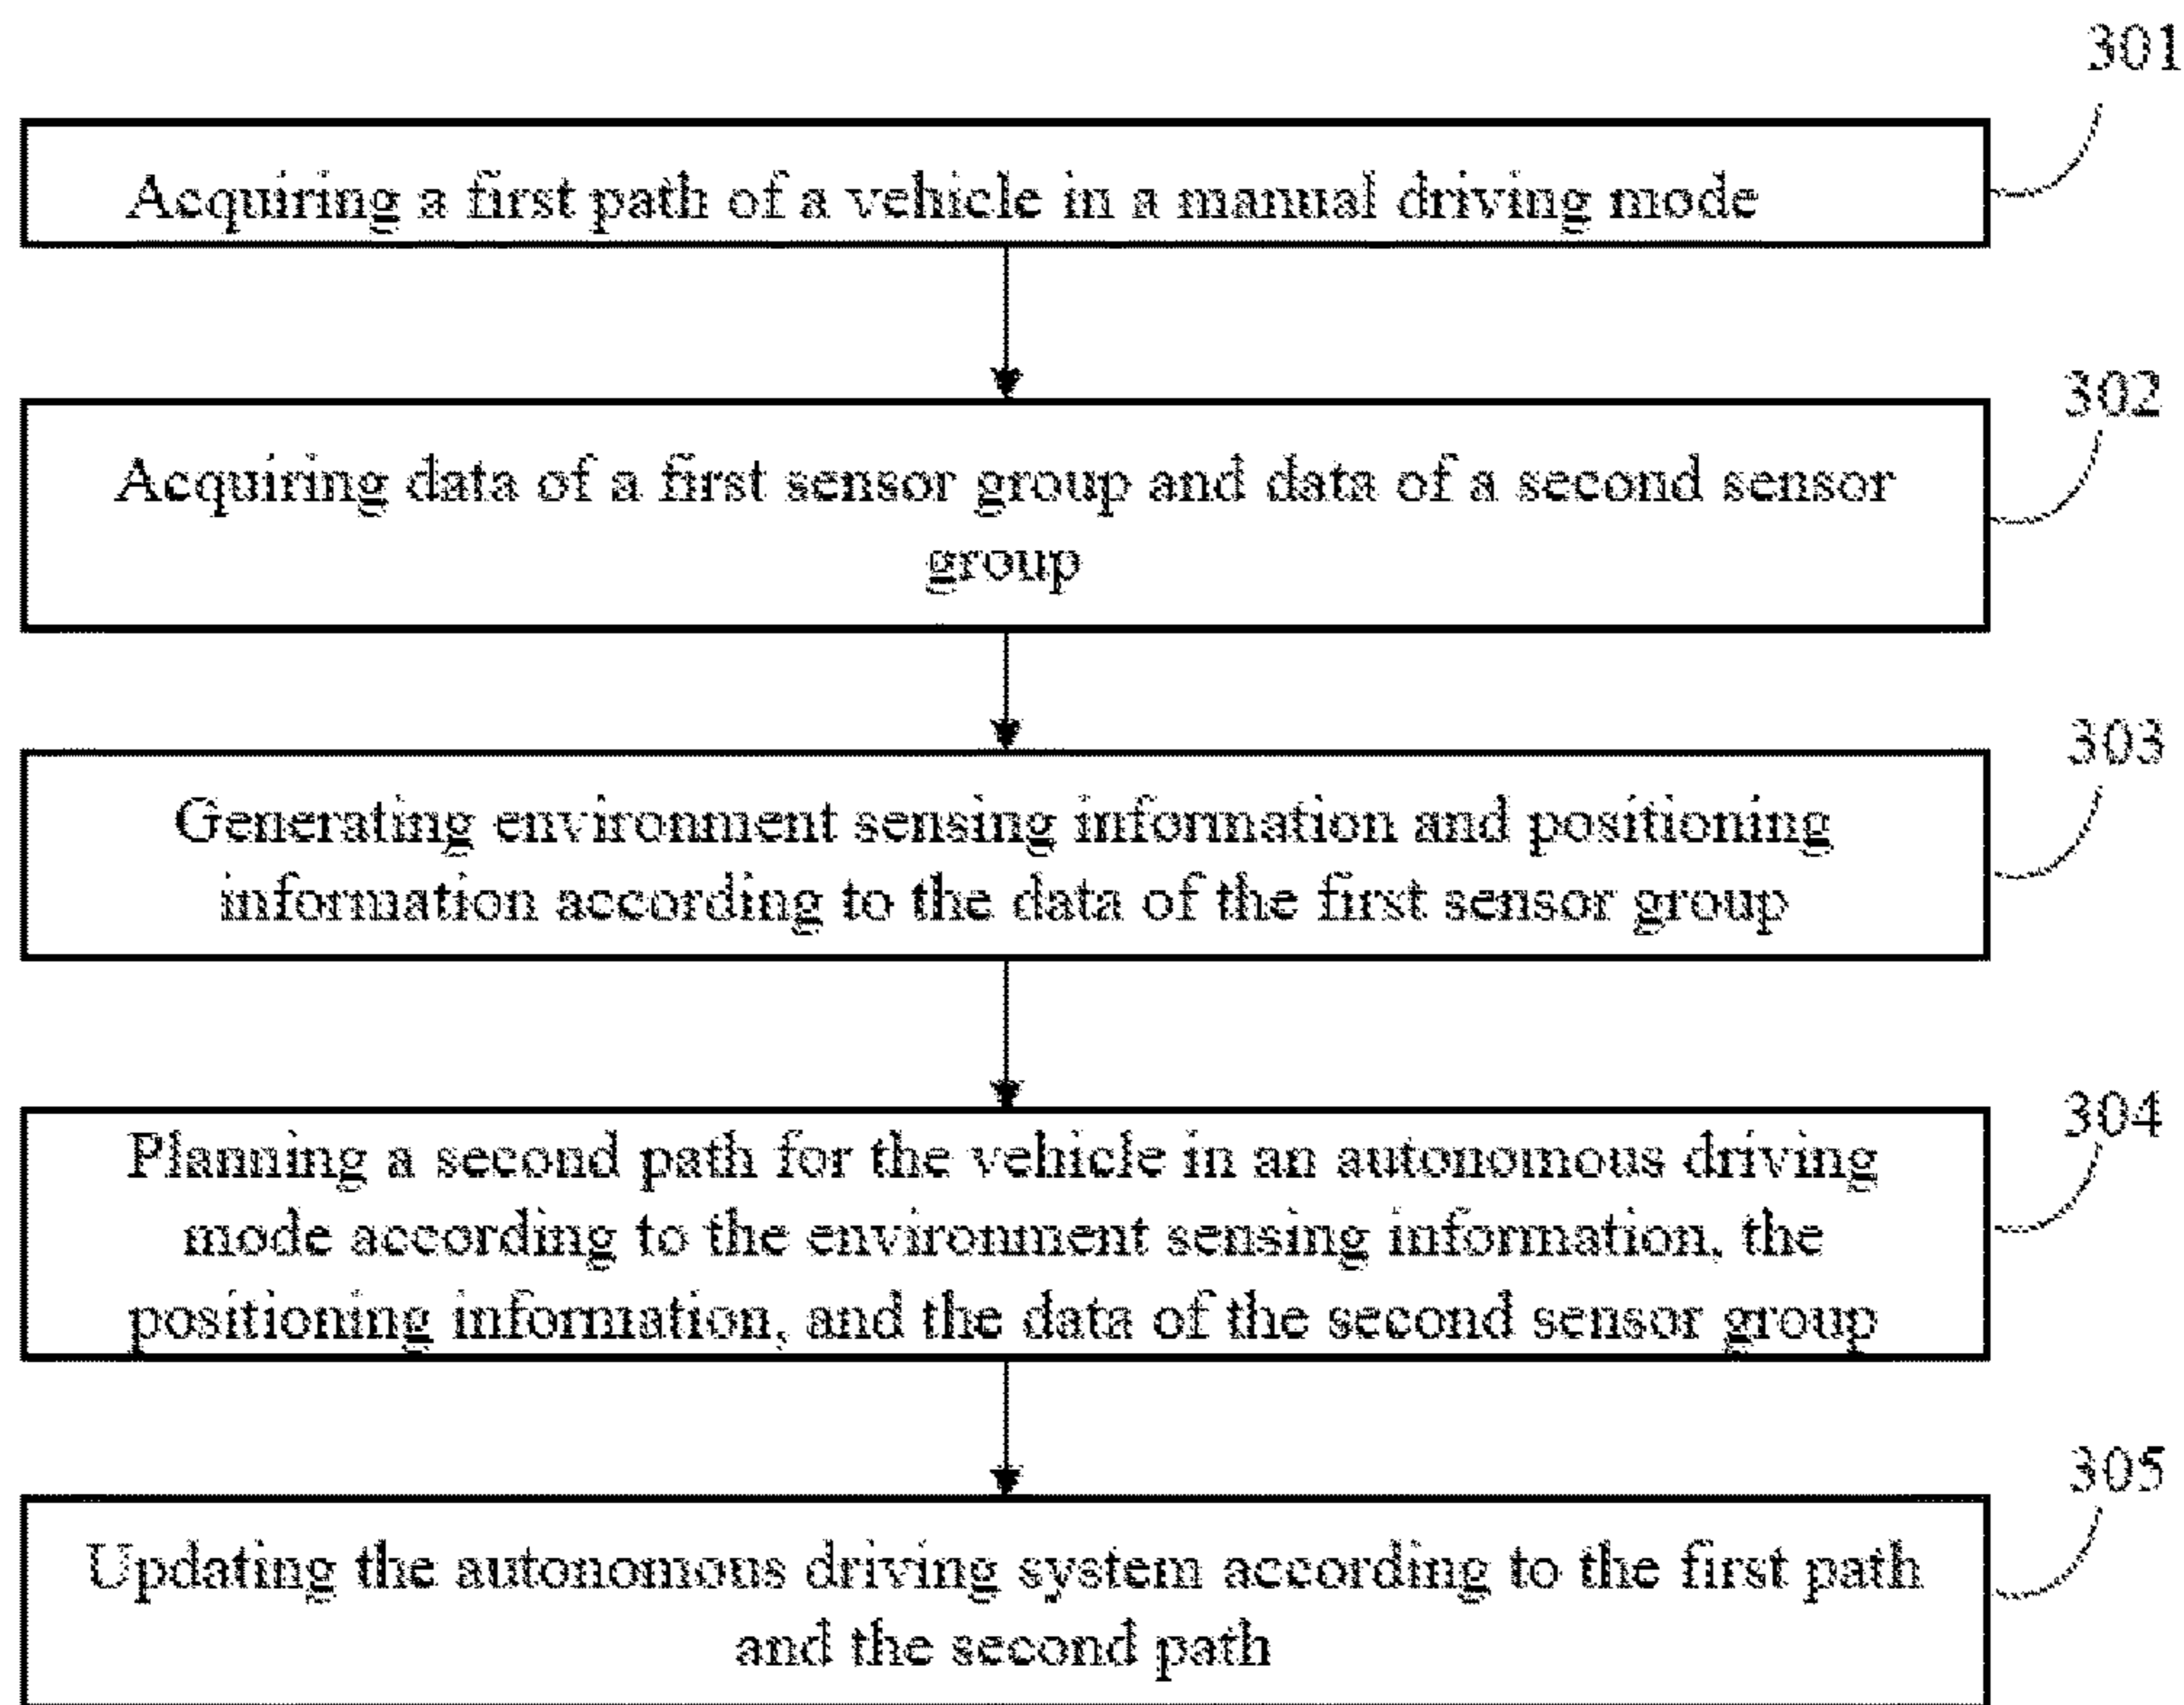 301
Acquiring a first path of a vehicle in a manual driving mode
302
Acquiring data of a first sensor group and data of a second sensor
group
303
Generating environment sensing information and positioning
information according to the data of the first sensor group
304
Planning a second path for the vehicle in an autonomous driving
mode according to the environment sensing information, the
positioning information, and the data of the second sensor group
305
Updating the autonomous driving system according to the first path
and the second path